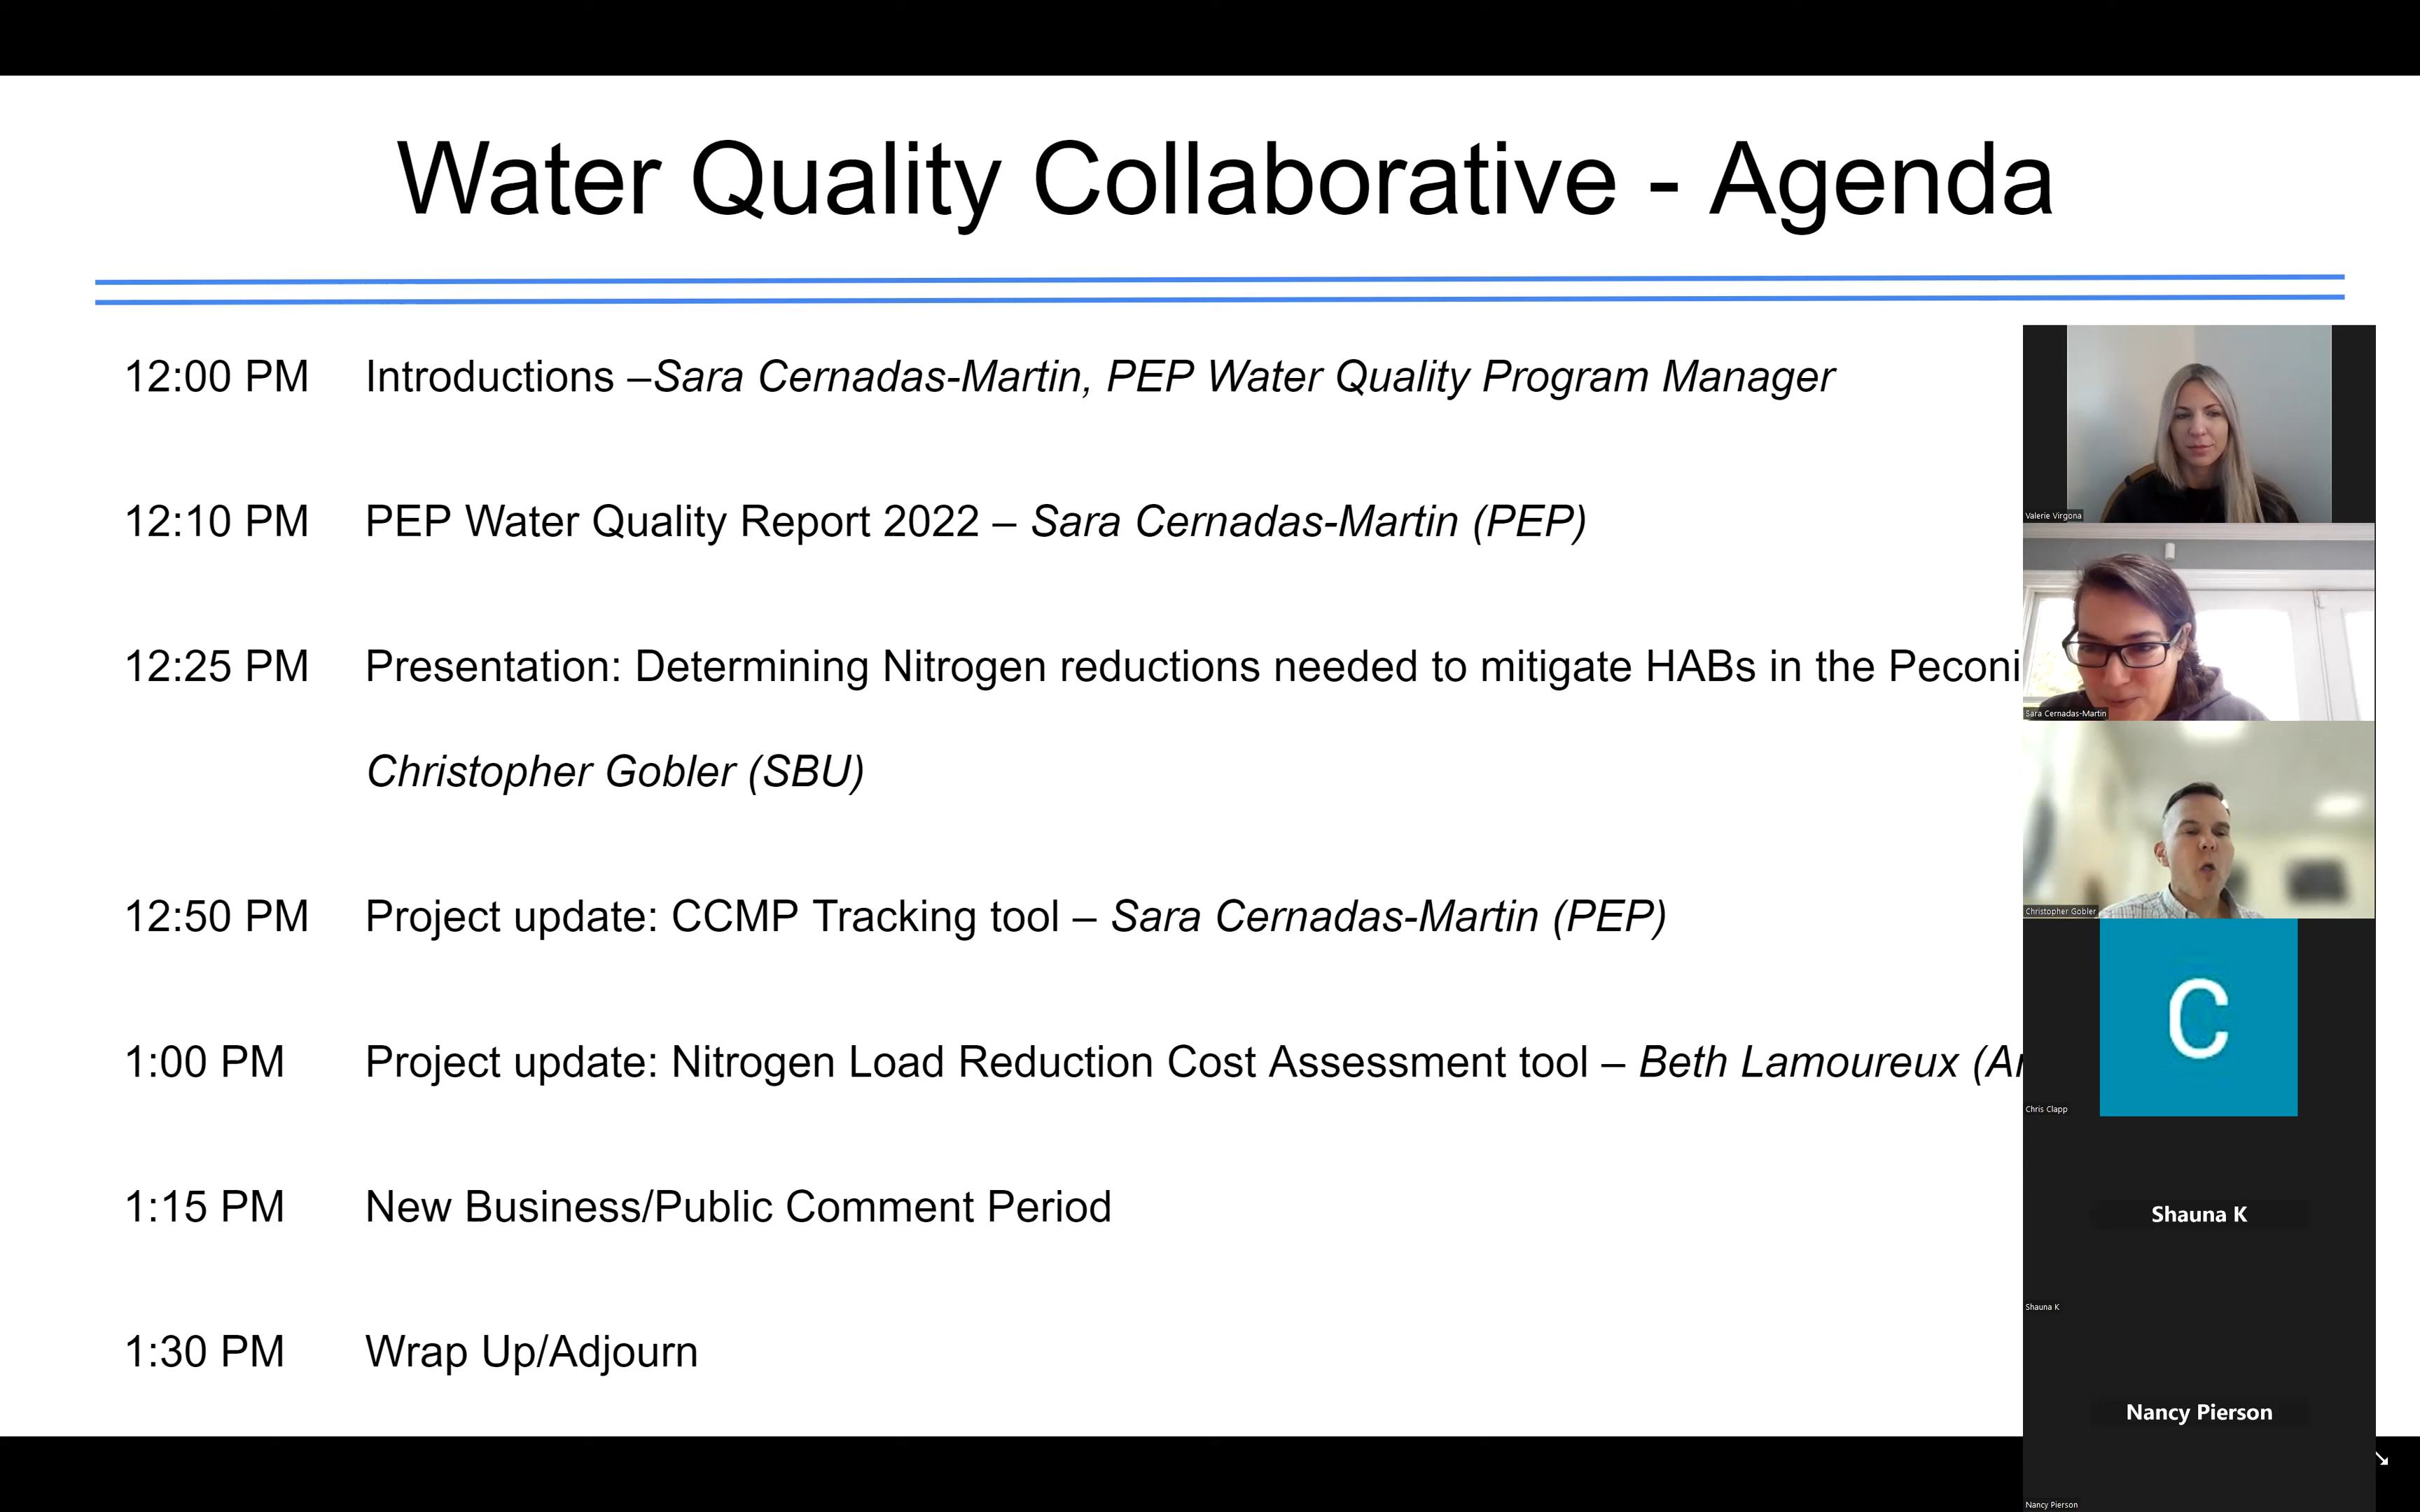 Water Quality Collaborative - Agenda
12:00 PM Introductions –Sara Cernadas-Martin, PEP Water Quality Program Manager
12:10 PM PEP Water Quality Report 2022 – Sara Cernadas-Martin (PEP)
12:25 PM Presentation: Determining Nitrogen reductions needed to mitigate HABs in the Peconi
Christopher Gobler (SBU)
12:50 PM Project update: CCMP Tracking tool – Sara Cernadas-Martin (PEP)
1:00 PM Project update: Nitrogen Load Reduction Cost Assessment tool – Beth Lamoureux (An
1:15 PM New Business/Public Comment Period
1:30 PM Wrap Up/Adjourn
Valerie Virgona
Sara Cernadas-Martin
Christopher Gobler
C
Chris Clapp
Shauna K
Shauna K
Nancy Pierson
Nancy Pierson